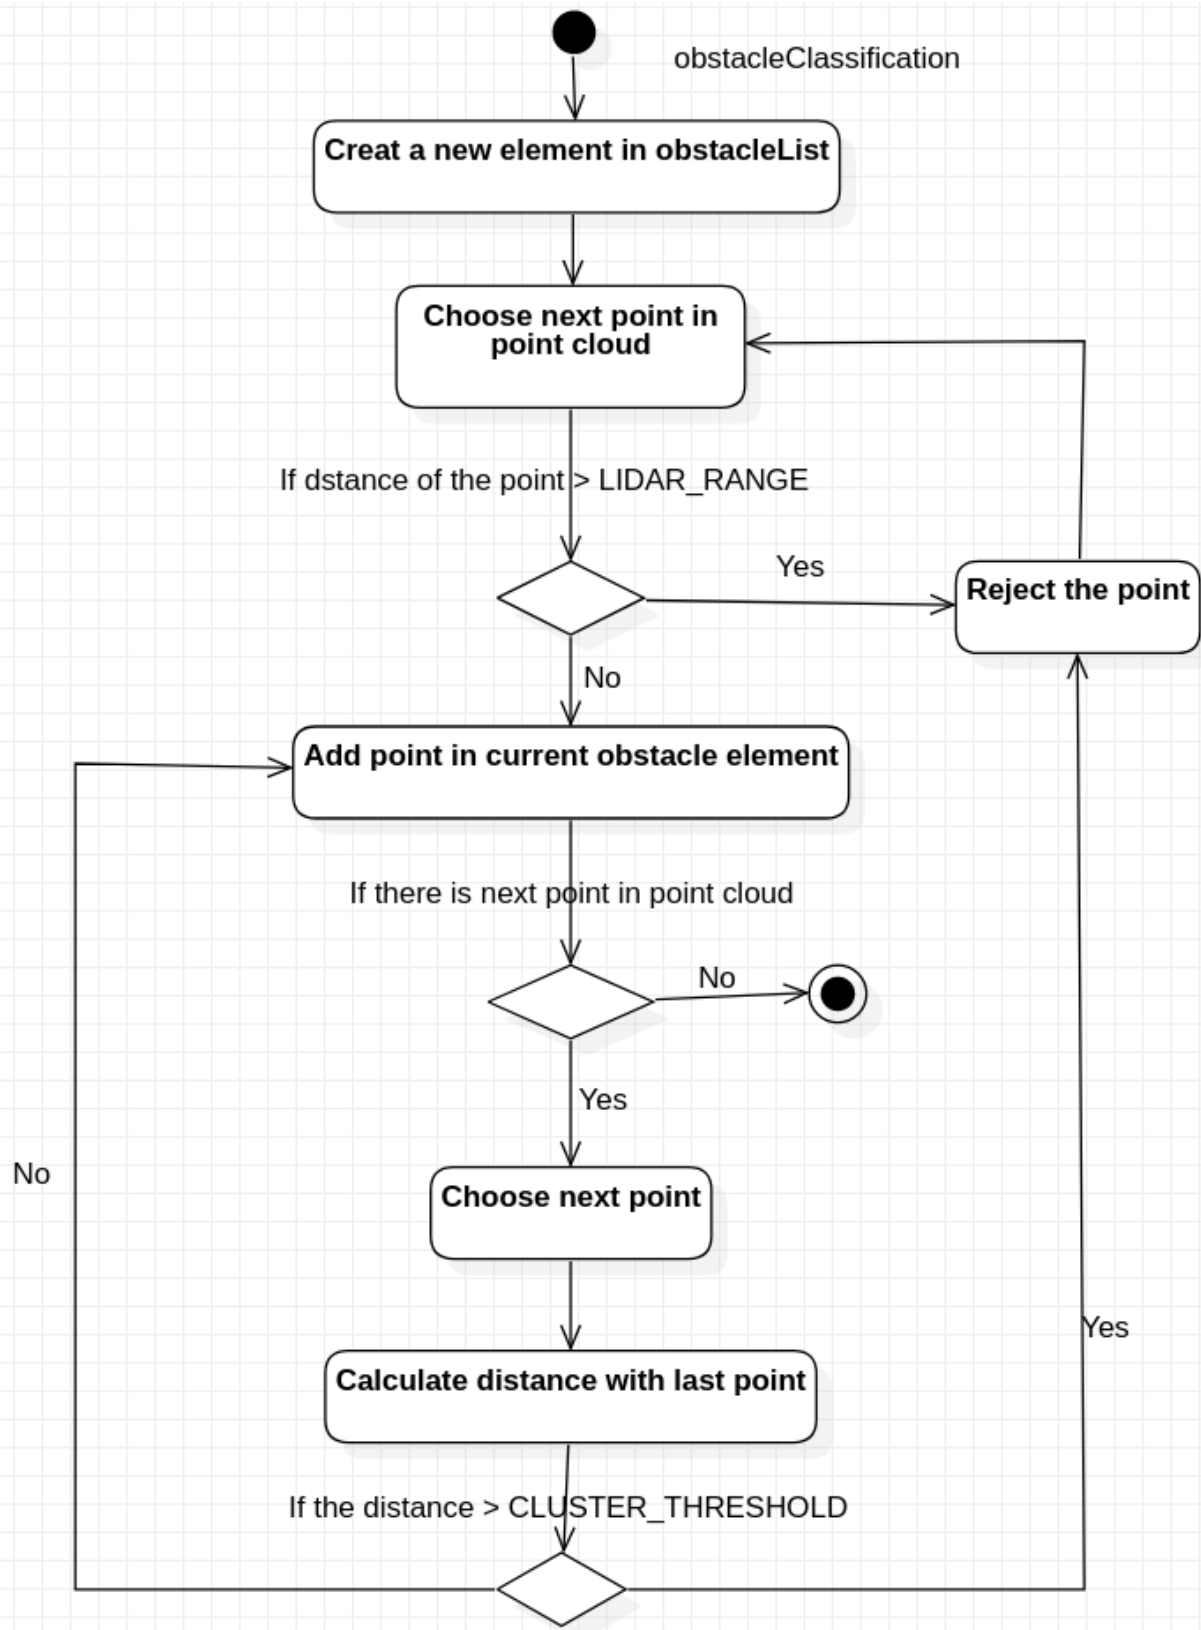 obstacleClassification
Creat a new element in obstacleList
Choose next point in
point cloud
If dstance of the point > LIDAR_RANGE
Yes
Reject the point
No
Add point in current obstacle element
If there is next point in point cloud
No
Yes
No
Choose next point
Yes
Calculate distance with last point
If the distance > CLUSTER_THRESHOLD